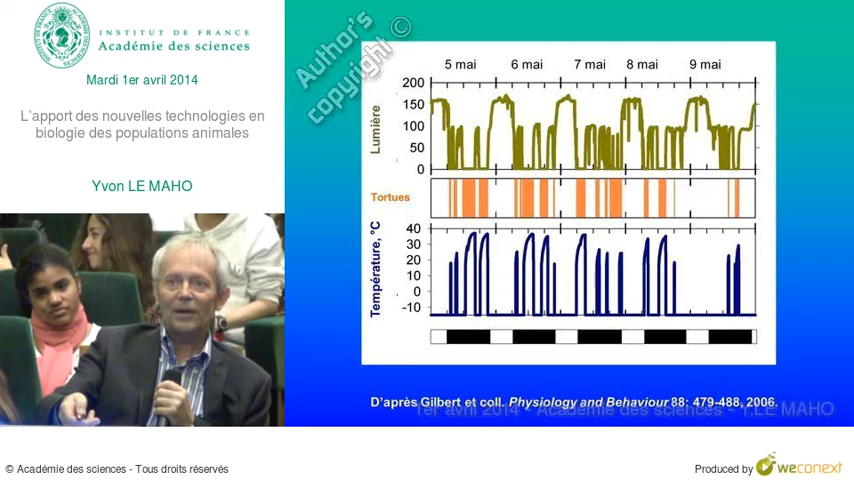 INSTITUT DE FRANCE
Académie des sciences
Mardi 1er avril 2014
L'apport des nouvelles technologies en
biologie des populations animales
Yvon LE MAHO
Author's
copyright ©
5 mai 6 mai 7 mai 8 mai 9 mai
Lumière
200
150
100
50
0
Tortues
Température, °C
40
30
20
10
0
-10
D'après Gilbert et coll. Physiology and Behaviour 88: 479-488, 2006.
1er avril 2014 - Académie des sciences - Y.LE MAHO
© Académie des sciences - Tous droits réservés
Produced by weconext